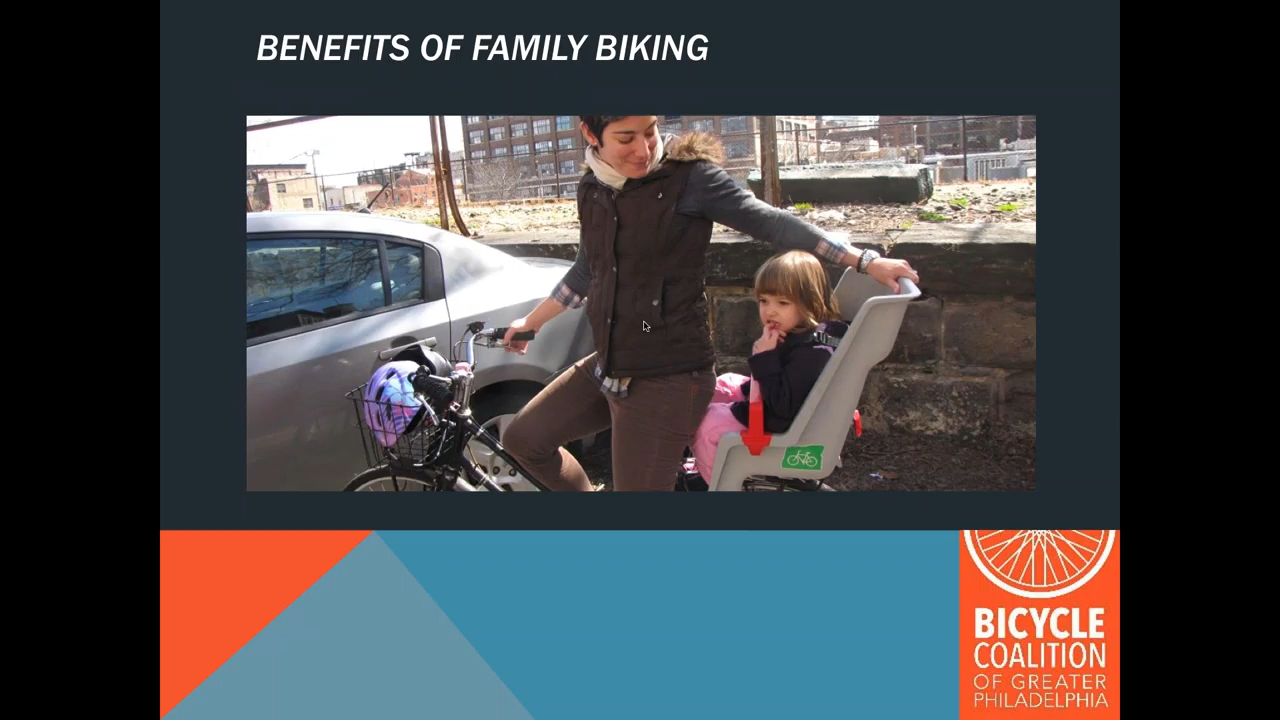 BENEFITS OF FAMILY BIKING
BICYCLE
COALITION
OF GREATER
PHILADELPHIA